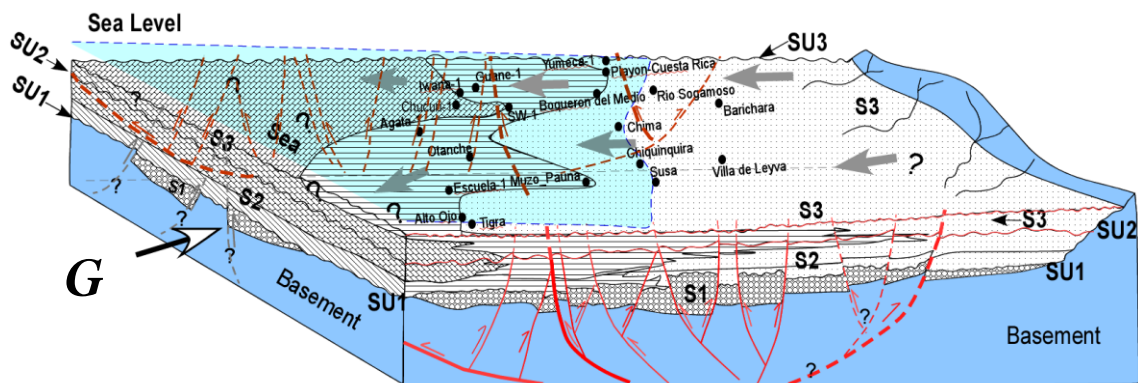 Sea Level
SU2
SU1
SU3
?
Yumeca-1
Playon-Cuesta Rica
Guane-1
Iwana-1
Chucuri-1
SW-1
Boqueron del Medio
Rio Sogamoso
Barichara
S3
?
Agata-1
Chima
S3
Sea
?
?
Otanche
Chiquinquira
Susa
Villa de Leyva
?
Escuela-1
Muzo_Pauna
?
?
S1
S2
?
?
Alto Ojo
Tigra
S3
S3
SU2
G
?
S2
SU1
SU1
S1
Basement
?
?
Basement